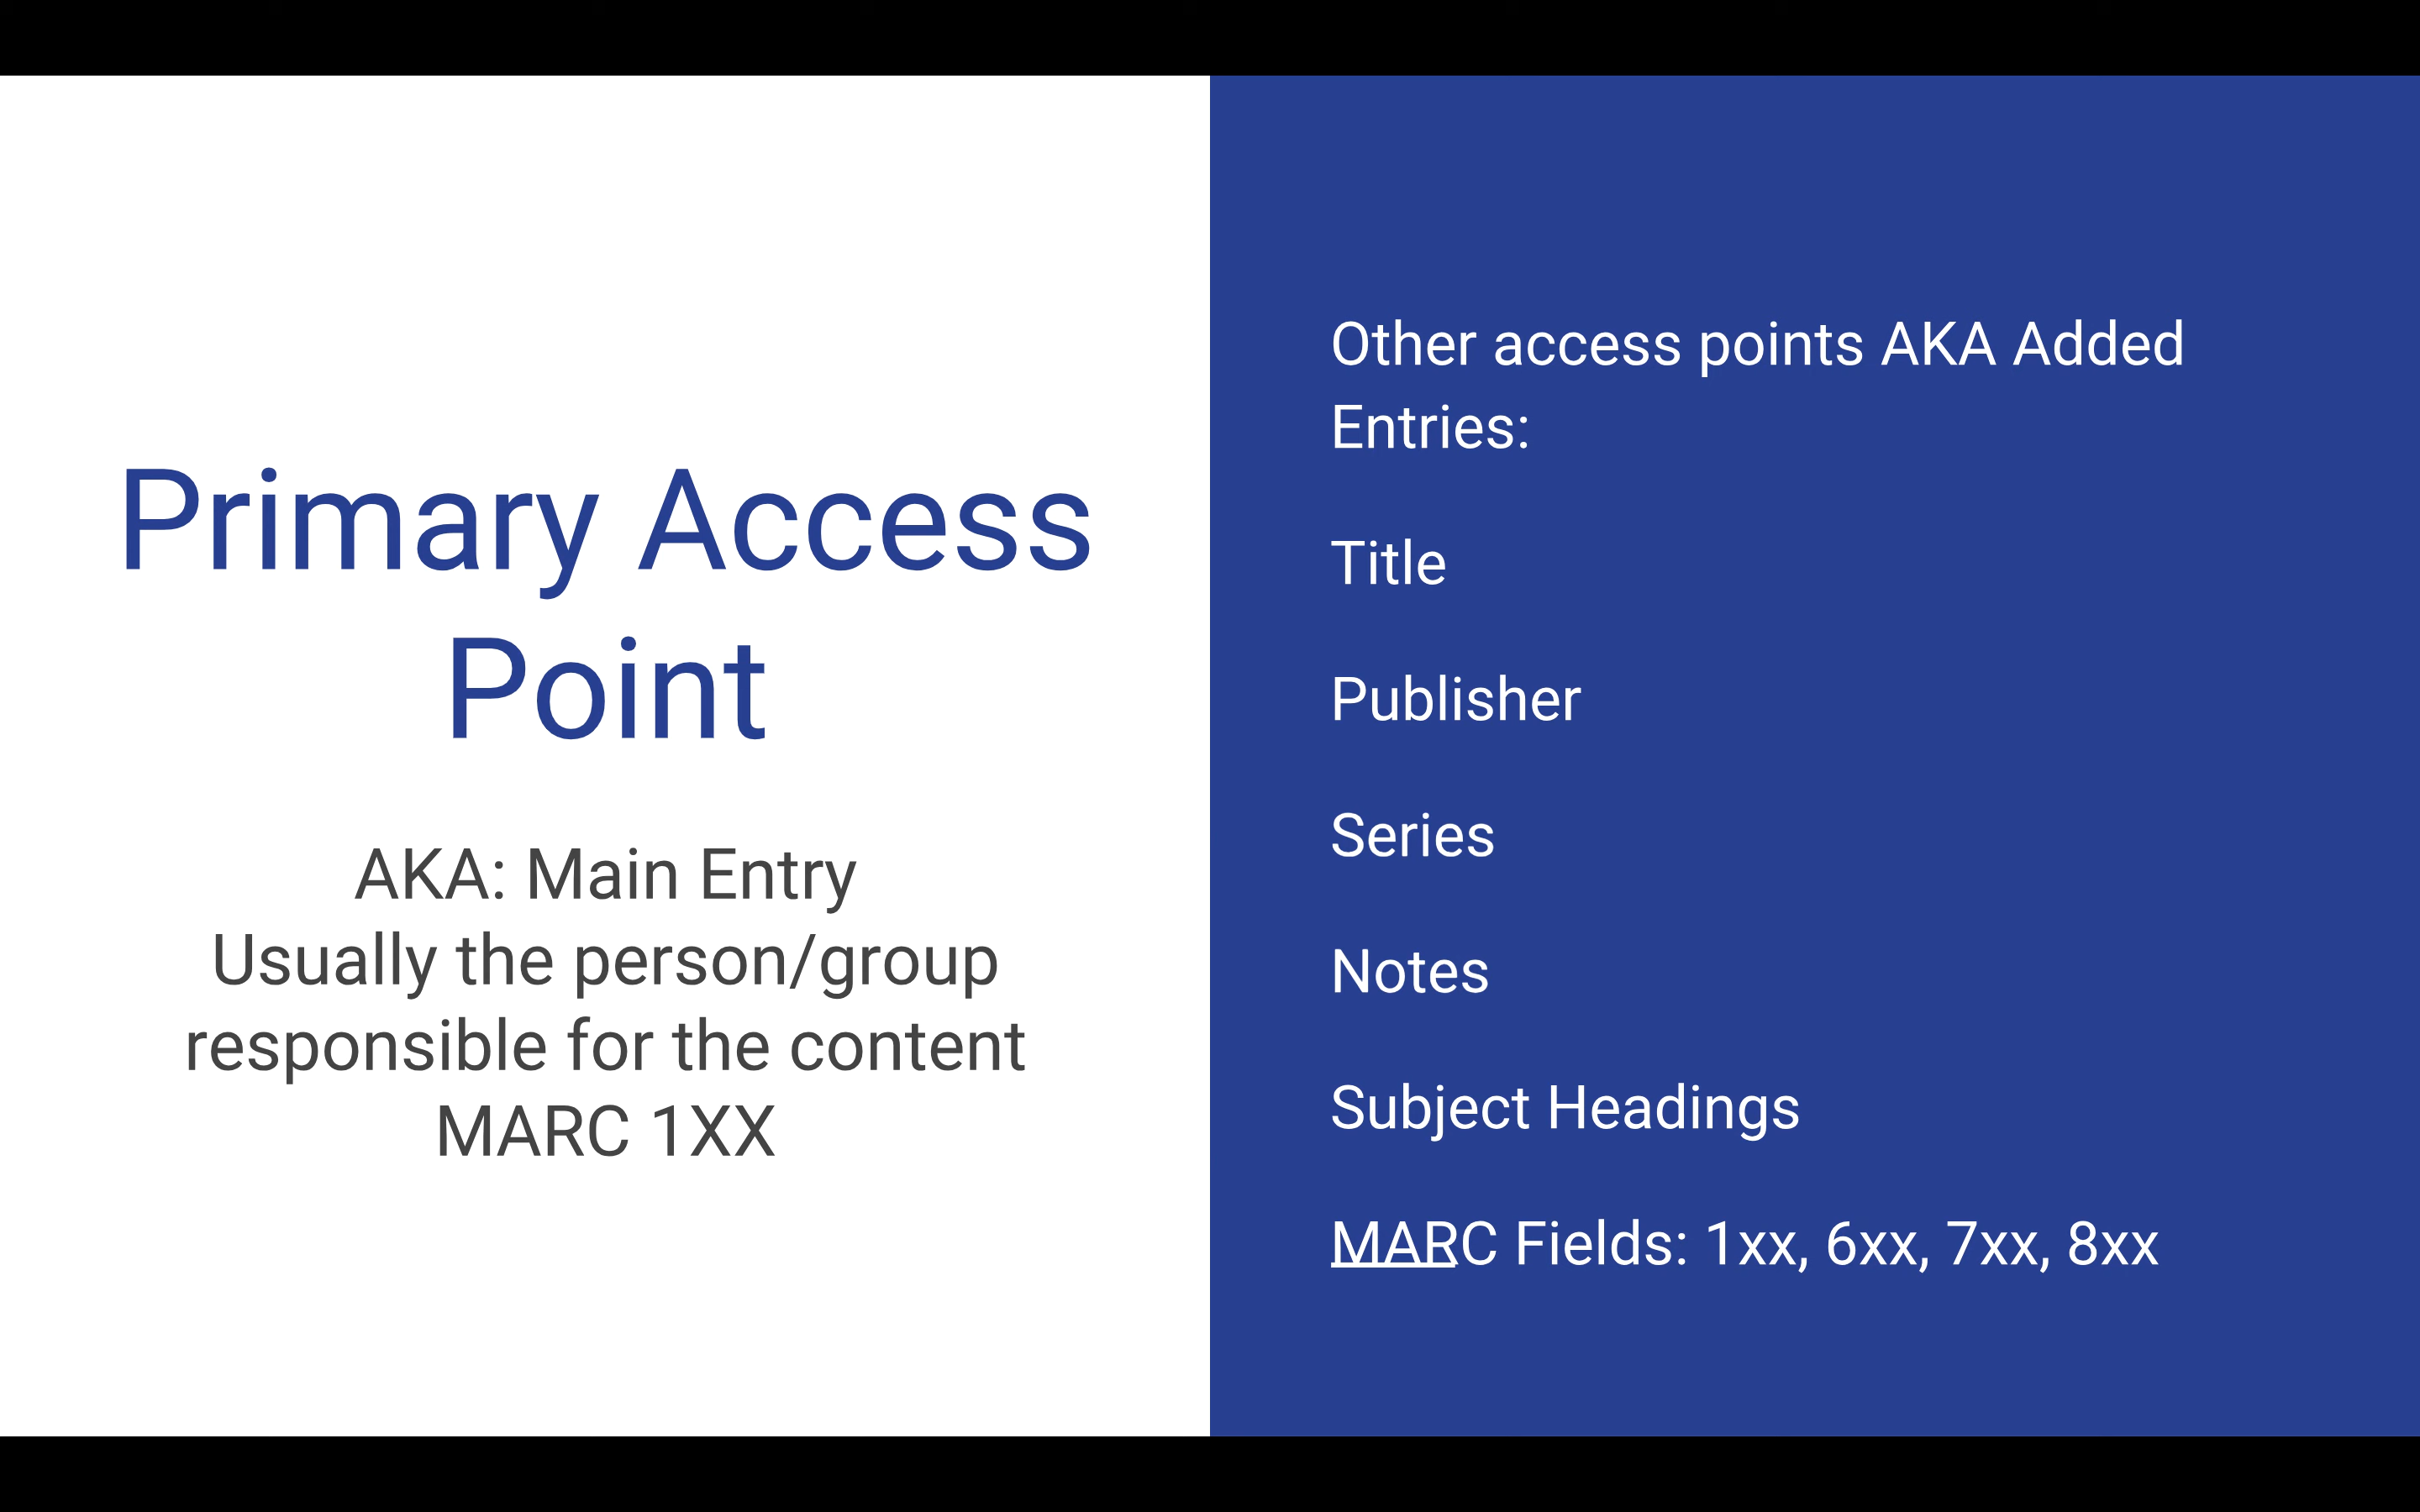 Primary Access
Point
AKA: Main Entry
Usually the person/group
responsible for the content
MARC 1XX
Other access points AKA Added
Entries:
Title
Publisher
Series
Notes
Subject Headings
MARC Fields: 1xx, 6xx, 7xx, 8xx